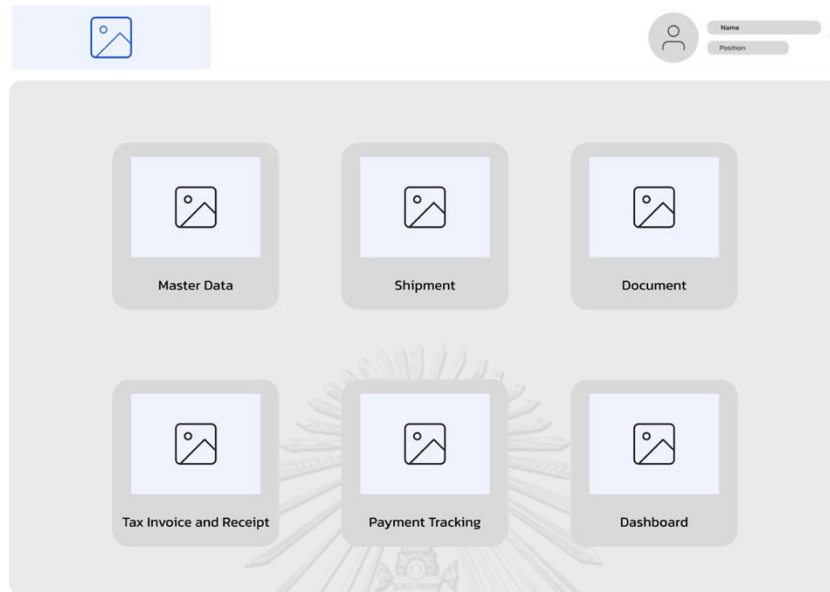 Name
Position
Master Data
Shipment
Document
Tax Invoice and Receipt
Payment Tracking
Dashboard